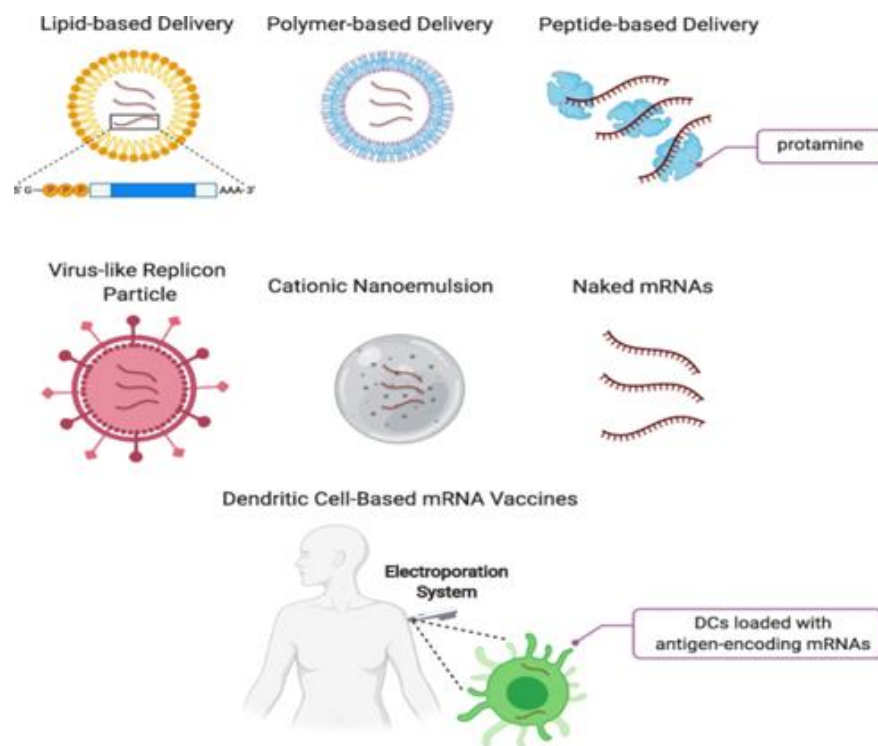 Lipid-based Delivery
Polymer-based Delivery
Peptide-based Delivery
protamine
5' G
P P P
AAA- 3'
Virus-like Replicon
Particle
Cationic Nanoemulsion
Naked mRNAs
Dendritic Cell-Based mRNA Vaccines
Electroporation
System
DCs loaded with
antigen-encoding mRNAs